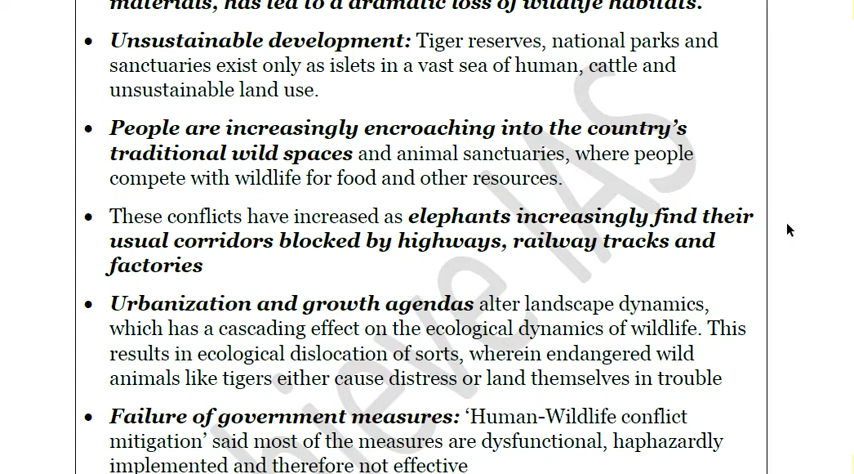 materials, has led to a dramatic loss of wildlife habitats.
• Unsustainable development: Tiger reserves, national parks and
sanctuaries exist only as islets in a vast sea of human, cattle and
unsustainable land use.
• People are increasingly encroaching into the country's
traditional wild spaces and animal sanctuaries, where people
compete with wildlife for food and other resources.
• These conflicts have increased as elephants increasingly find their
usual corridors blocked by highways, railway tracks and
factories
• Urbanization and growth agendas alter landscape dynamics,
which has a cascading effect on the ecological dynamics of wildlife. This
results in ecological dislocation of sorts, wherein endangered wild
animals like tigers either cause distress or land themselves in trouble
• Failure of government measures: ‘Human-Wildlife conflict
mitigation’ said most of the measures are dysfunctional, haphazardly
implemented and therefore not effective
hieve IAS